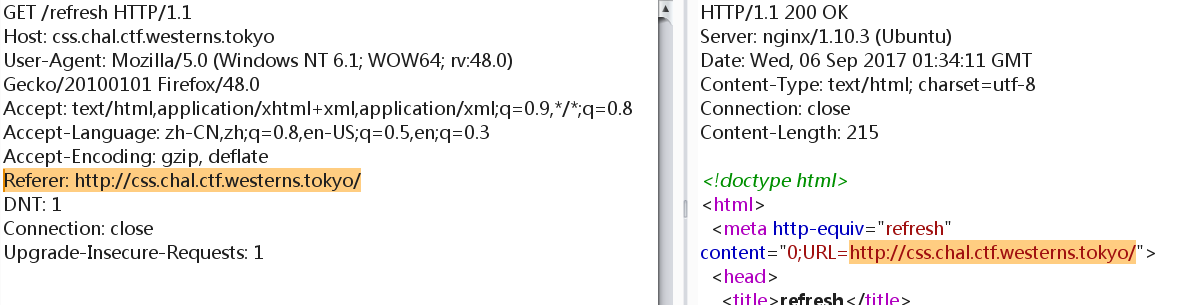 GET /refresh HTTP/1.1
Host: css.chal.ctf.westerns.tokyo
User-Agent: Mozilla/5.0 (Windows NT 6.1; WOW64; rv:48.0)
Gecko/20100101 Firefox/48.0
Accept: text/html,application/xhtml+xml,application/xml;q=0.9,*/*;q=0.8
Accept-Language: zh-CN,zh;q=0.8,en-US;q=0.5,en;q=0.3
Accept-Encoding: gzip, deflate
Referer: http://css.chal.ctf.westerns.tokyo/
DNT: 1
Connection: close
Upgrade-Insecure-Requests: 1
HTTP/1.1 200 OK
Server: nginx/1.10.3 (Ubuntu)
Date: Wed, 06 Sep 2017 01:34:11 GMT
Content-Type: text/html; charset=utf-8
Connection: close
Content-Length: 215
<!doctype html>
<html>
<meta http-equiv="refresh"
content="0;URL=http://css.chal.ctf.westerns.tokyo/">
<head>
<title>refresh</title>